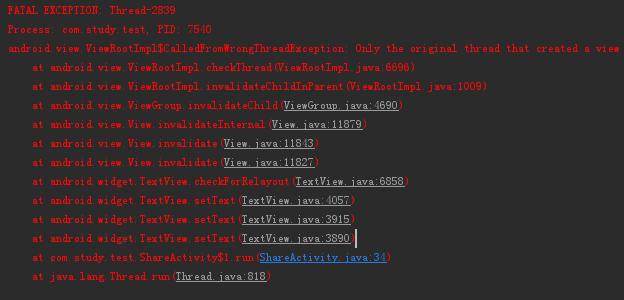 FATAL EXCEPTION: Thread-2839
Process: com.study.test, PID: 7540
android.view.ViewRootImpl$CalledFromWrongThreadException: Only the original thread that created a view
at android.view.ViewRootImpl.checkThread(ViewRootImpl.java:6696)
at android.view.ViewRootImpl.invalidateChildInParent(ViewRootImpl.java:1009)
at android.view.ViewGroup.invalidateChild(ViewGroup.java:4690)
at android.view.View.invalidateInternal(View.java:11879)
at android.view.View.invalidate(View.java:11843)
at android.view.View.invalidate(View.java:11827)
at android.widget.TextView.checkForRelayout(TextView.java:6858)
at android.widget.TextView.setText(TextView.java:4057)
at android.widget.TextView.setText(TextView.java:3915)
at android.widget.TextView.setText(TextView.java:3890)
at com.study.test.ShareActivity$1.run(ShareActivity.java:34)
at java.lang.Thread.run(Thread.java:818)